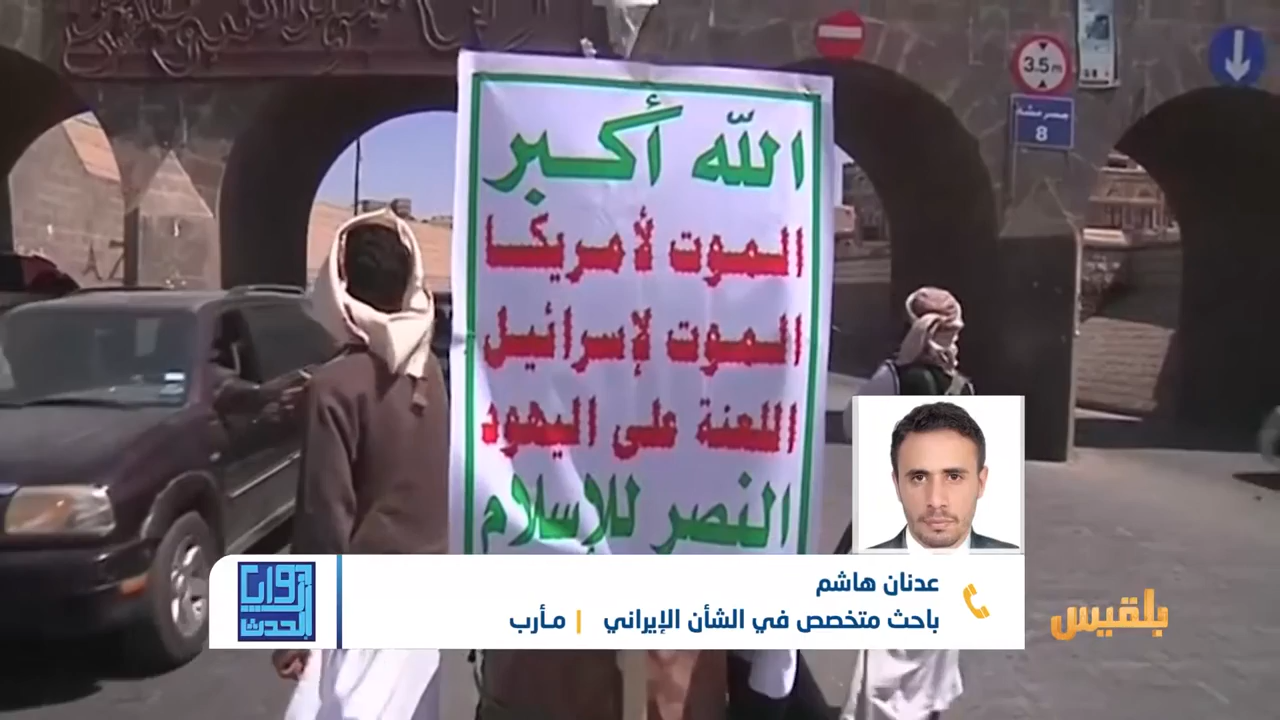 3.5 m
8
الله أكبر
الموت لأمريكا
الموت لإسرائيل
اللعنة على اليهود
النصر للإسلام
عدنان هاشم
باحث متخصص في الشأن الإيراني | مأرب
زوايا الحدث
بلقيس